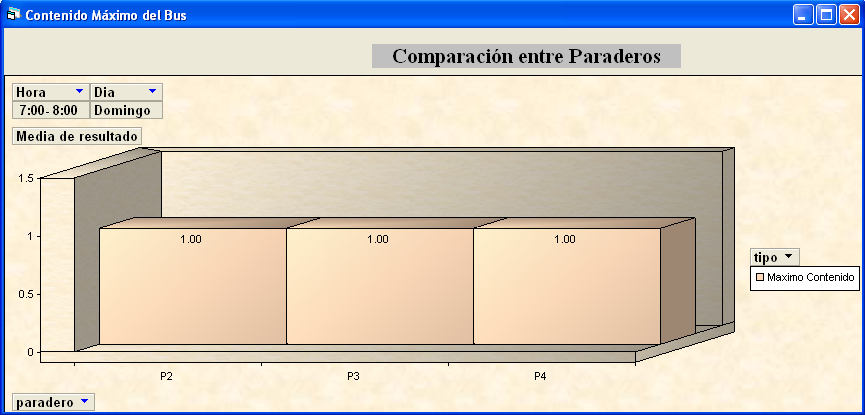 Contenido Máximo del Bus
Comparación entre Paraderos
Hora Dia
7:00- 8:00 Domingo
Media de resultado
1.5
1
0.5
0
1.00 1.00 1.00
P2 P3 P4
tipo
Maximo Contenido
paradero